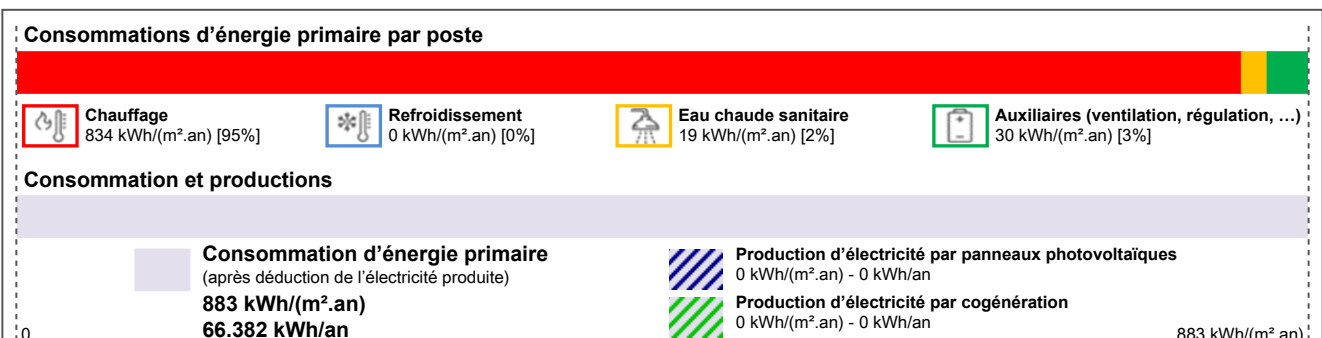 Consommations d'énergie primaire par poste
Chauffage
834 kWh/(m².an) [95%]
Refroidissement
0 kWh/(m².an) [0%]
Eau chaude sanitaire
19 kWh/(m².an) [2%]
Auxiliaires (ventilation, régulation, …)
30 kWh/(m².an) [3%]
Consommation et productions
Consommation d'énergie primaire
(après déduction de l'électricité produite)
883 kWh/(m².an)
66.382 kWh/an
Production d'électricité par panneaux photovoltaïques
0 kWh/(m².an) - 0 kWh/an
Production d'électricité par cogénération
0 kWh/(m².an) - 0 kWh/an
0
883 kWh/(m².an)